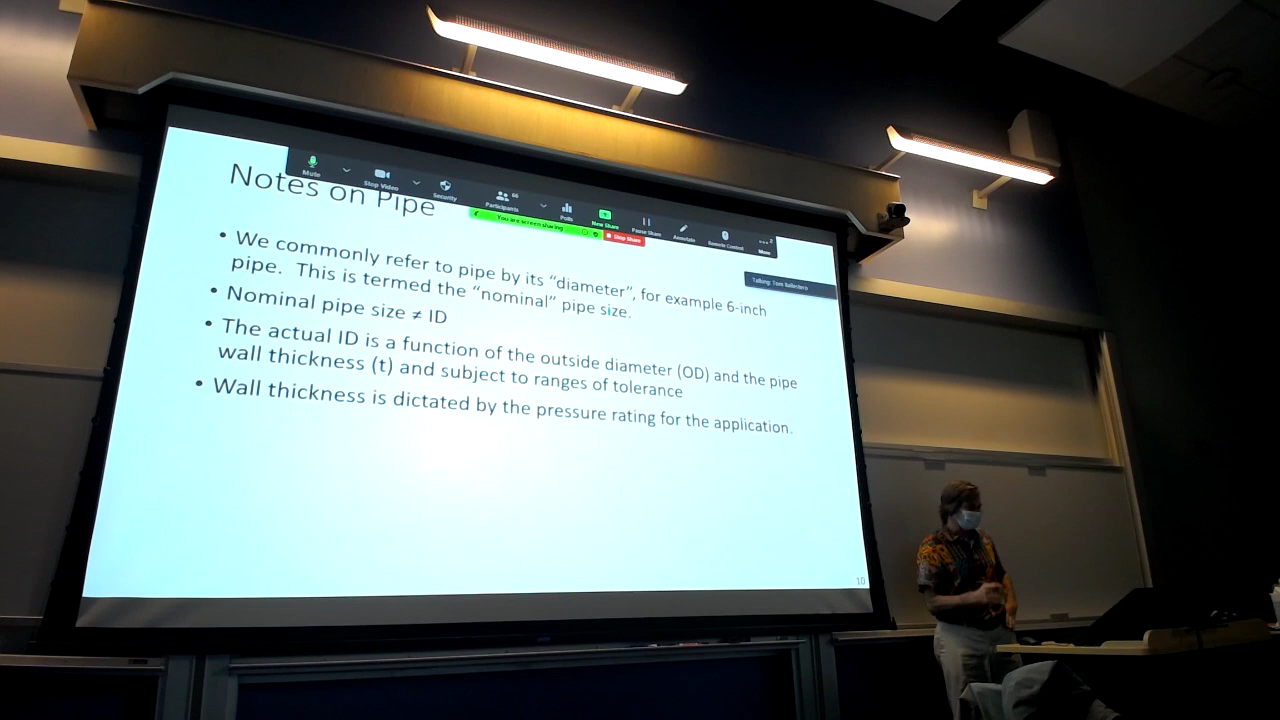 Mute
Stop Video
Security
Participants
66
Polls
New Share
Pause Share
Annotate
Remote Control
More
You are screen sharing
Stop Share
Talking: Tom Ballestero
Notes on Pipe
• We commonly refer to pipe by its “diameter”, for example 6-inch
pipe. This is termed the “nominal” pipe size.
• Nominal pipe size ≠ ID
• The actual ID is a function of the outside diameter (OD) and the pipe
wall thickness (t) and subject to ranges of tolerance
• Wall thickness is dictated by the pressure rating for the application.
10